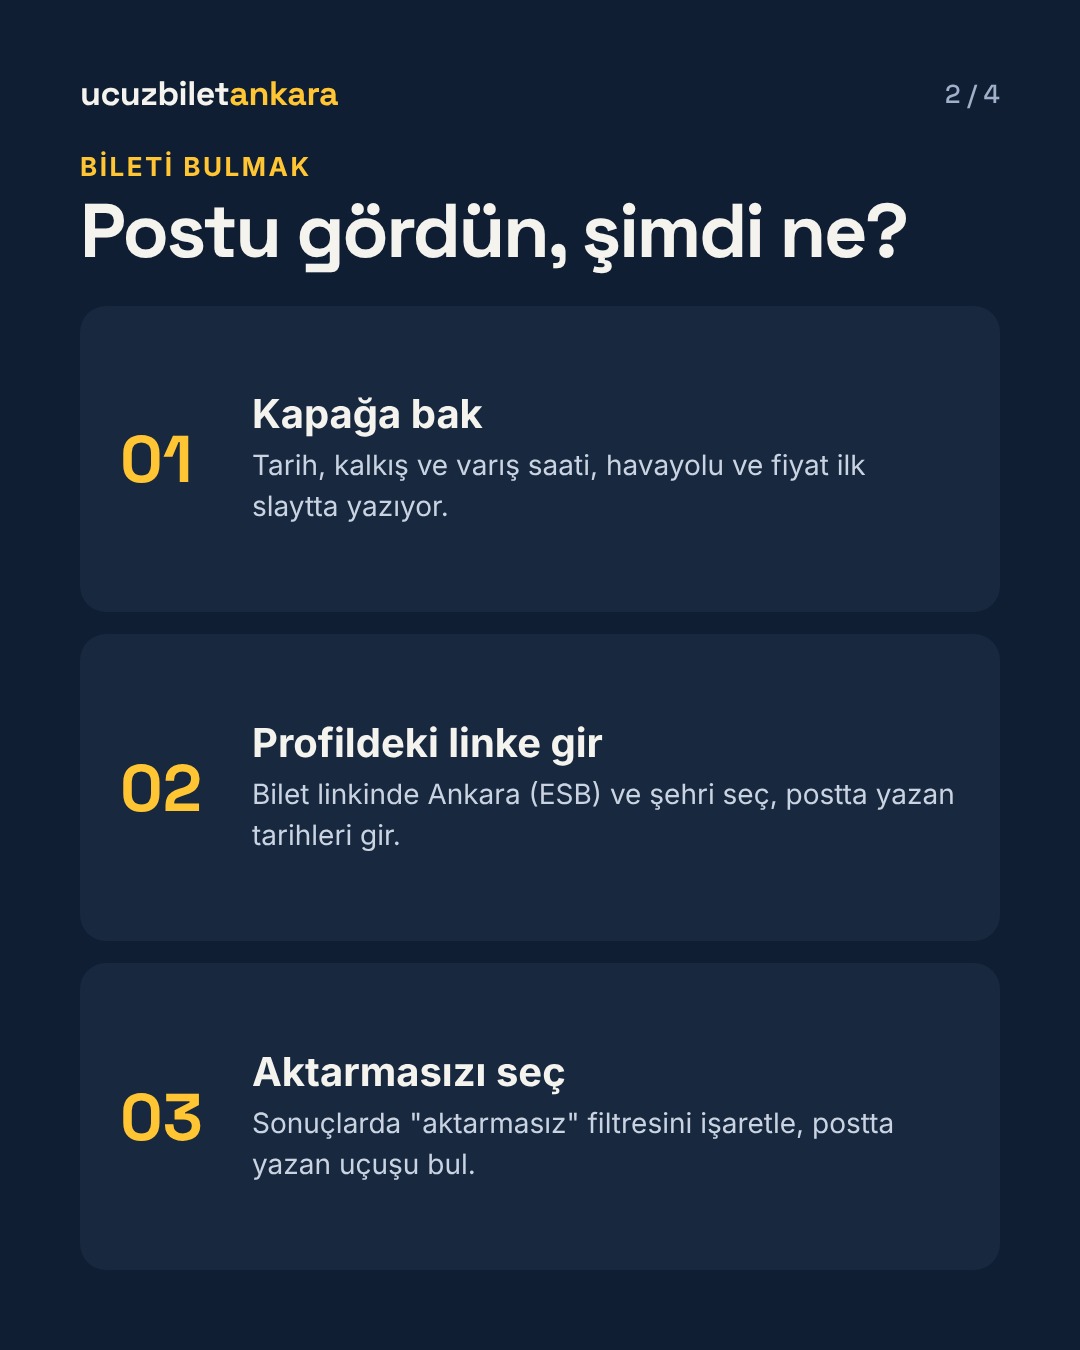 ucuzbiletankara
2 / 4
BİLETİ BULMAK
Postu gördün, şimdi ne?
01
Kapağa bak
Tarih, kalkış ve varış saati, havayolu ve fiyat ilk
slaytta yazıyor.
02
Profildeki linke gir
Bilet linkinde Ankara (ESB) ve şehri seç, postta yazan
tarihleri gir.
03
Aktarmasızı seç
Sonuçlarda "aktarmasız" filtresini işaretle, postta
yazan uçuşu bul.